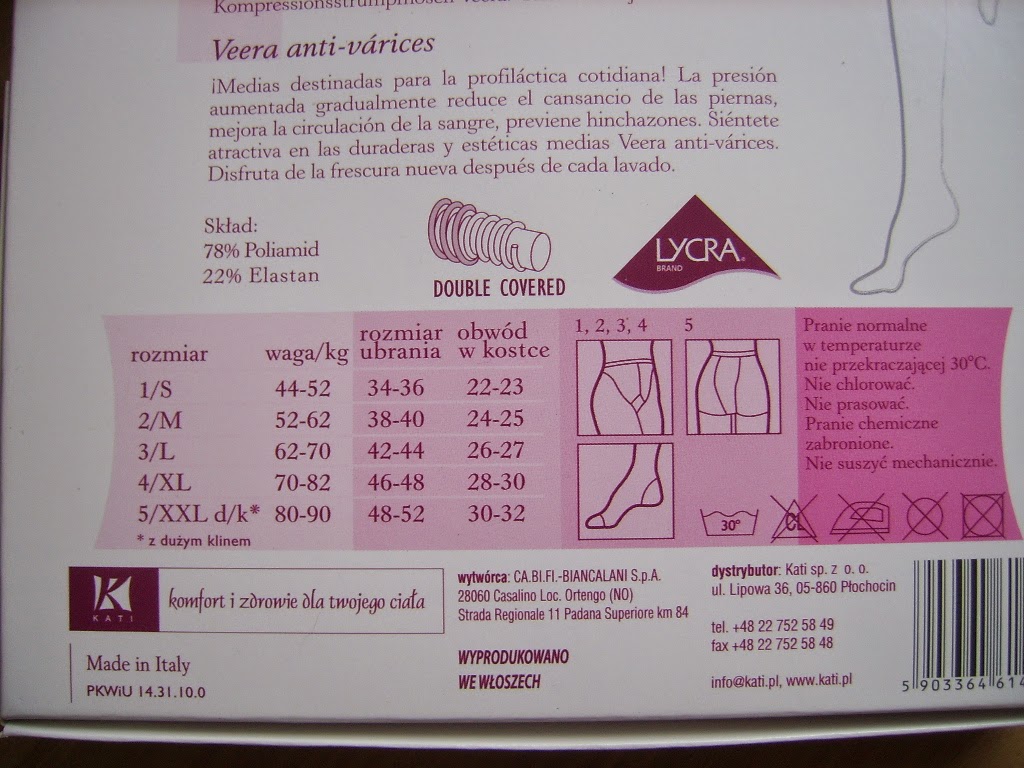 Kompressionsstrumpfhosen Veera.
Veera anti-várices
¡Medias destinadas para la profiláctica cotidiana! La presión
aumentada gradualmente reduce el cansancio de las piernas,
mejora la circulación de la sangre, previene hinchazones. Siéntete
atractiva en las duraderas y estéticas medias Veera anti-várices.
Disfruta de la frescura nueva después de cada lavado.
Skład:
78% Poliamid
22% Elastan
DOUBLE COVERED
LYCRA®
BRAND
rozmiar waga/kg rozmiar ubrania obwód w kostce
1/S 44-52 34-36 22-23
2/M 52-62 38-40 24-25
3/L 62-70 42-44 26-27
4/XL 70-82 46-48 28-30
5/XXL d/k* 80-90 48-52 30-32
* z dużym klinem
1, 2, 3, 4 5
Pranie normalne
w temperaturze
nie przekraczającej 30°C.
Nie chlorować.
Nie prasować.
Pranie chemiczne
zabronione.
Nie suszyć mechanicznie.
30° CL
K
KATI
komfort i zdrowie dla twojego ciała
Made in Italy
PKWiU 14.31.10.0
wytwórca: CA.BI.FI.-BIANCALANI S.p.A.
28060 Casalino Loc. Ortengo (NO)
Strada Regionale 11 Padana Superiore km 84
WYPRODUKOWANO
WE WŁOSZECH
dystrybutor: Kati sp. z o. o.
ul. Lipowa 36, 05-860 Płochocin
tel. +48 22 752 58 49
fax +48 22 752 58 48
info@kati.pl, www.kati.pl
5 903364 614